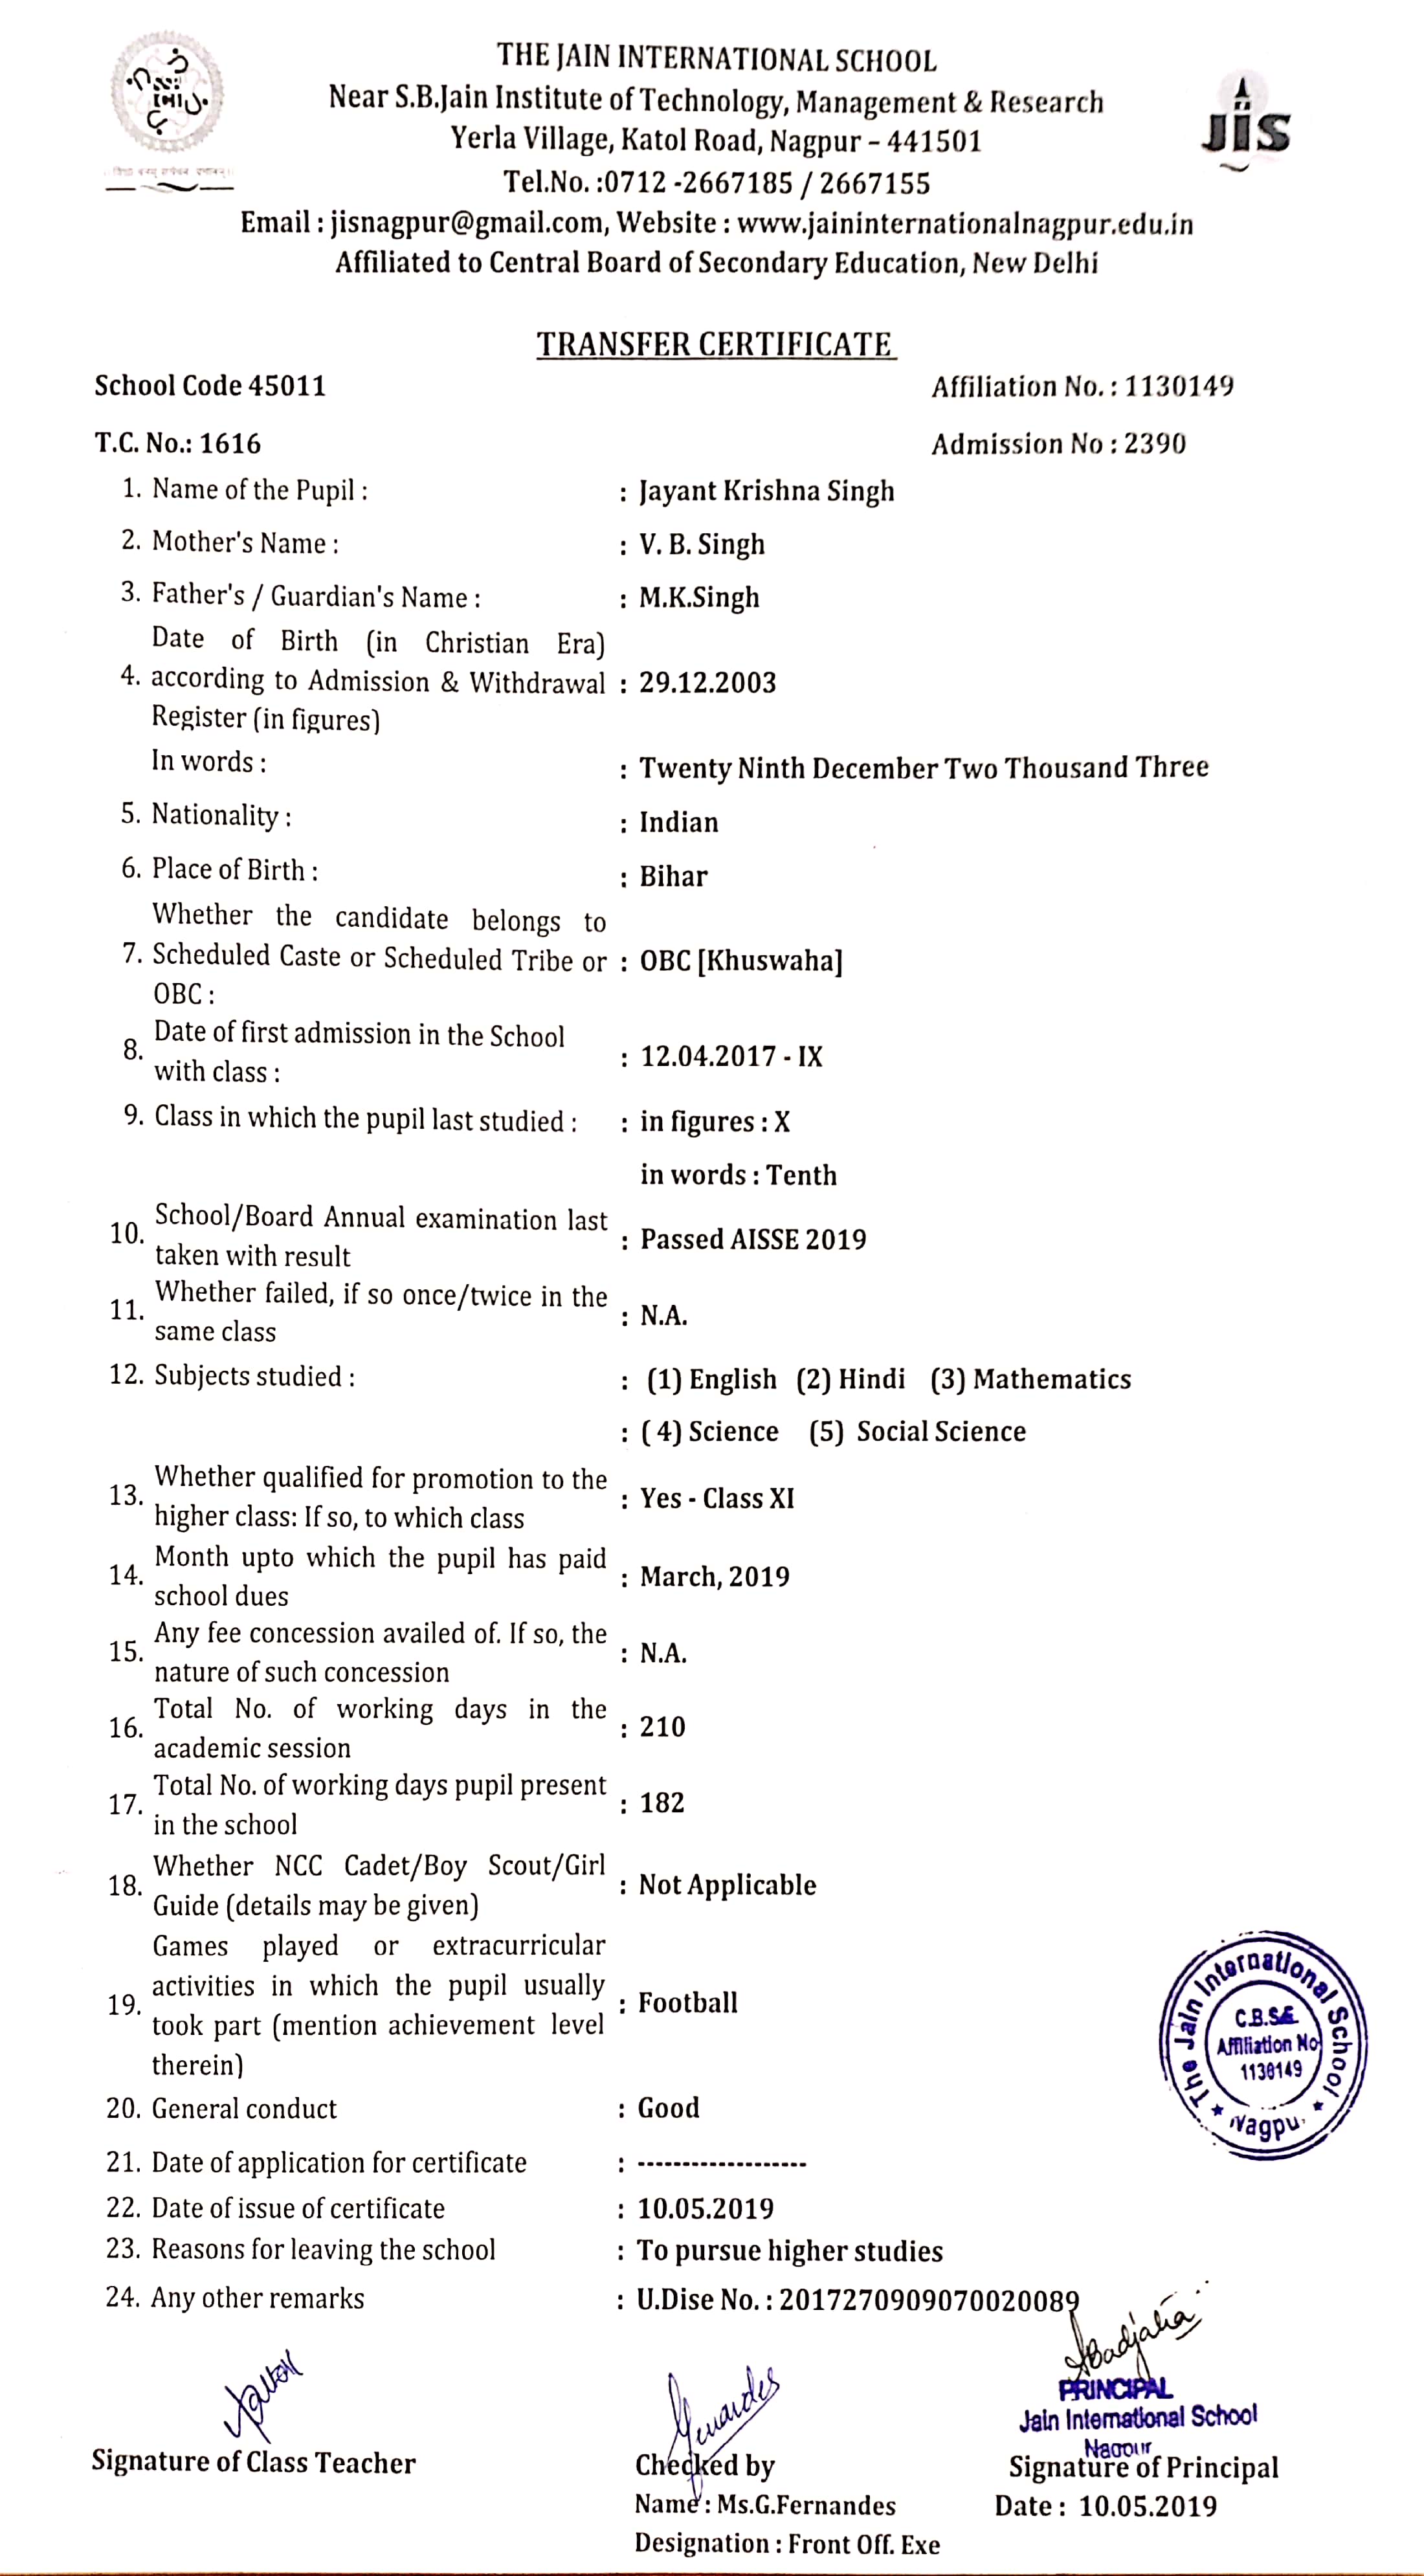 THE JAIN INTERNATIONAL SCHOOL
Near S.B.Jain Institute of Technology, Management & Research
Yerla Village, Katol Road, Nagpur - 441501
Tel.No. :0712 -2667185 / 2667155
Email : jisnagpur@gmail.com, Website : www.jaininternationalnagpur.edu.in
Affiliated to Central Board of Secondary Education, New Delhi
JIS
TRANSFER CERTIFICATE
School Code 45011 Affiliation No. : 1130149
T.C. No.: 1616 Admission No : 2390
1. Name of the Pupil : : Jayant Krishna Singh
2. Mother's Name : : V. B. Singh
3. Father's / Guardian's Name : : M.K.Singh
Date of Birth (in Christian Era)
4. according to Admission & Withdrawal : 29.12.2003
Register (in figures)
In words : : Twenty Ninth December Two Thousand Three
5. Nationality : : Indian
6. Place of Birth : : Bihar
Whether the candidate belongs to
7. Scheduled Caste or Scheduled Tribe or : OBC [Khuswaha]
OBC :
8. Date of first admission in the School
with class : : 12.04.2017 - IX
9. Class in which the pupil last studied : : in figures : X
in words : Tenth
10. School/Board Annual examination last
taken with result : Passed AISSE 2019
11. Whether failed, if so once/twice in the
same class : N.A.
12. Subjects studied : : (1) English (2) Hindi (3) Mathematics
: ( 4) Science (5) Social Science
13. Whether qualified for promotion to the
higher class: If so, to which class : Yes - Class XI
14. Month upto which the pupil has paid
school dues : March, 2019
15. Any fee concession availed of. If so, the
nature of such concession : N.A.
16. Total No. of working days in the
academic session : 210
17. Total No. of working days pupil present
in the school : 182
18. Whether NCC Cadet/Boy Scout/Girl
Guide (details may be given) : Not Applicable
Games played or extracurricular
activities in which the pupil usually
19. took part (mention achievement level : Football
therein)
The Jain International School
C.B.S.E.
Affiliation No
1130149
Nagpu
20. General conduct : Good
21. Date of application for certificate : -------------------
22. Date of issue of certificate : 10.05.2019
23. Reasons for leaving the school : To pursue higher studies
24. Any other remarks : U.Dise No. : 2017270909070020089
PRINCIPAL
Jain International School
Nagpur
Signature of Class Teacher Checked by Signature of Principal
Name : Ms.G.Fernandes Date : 10.05.2019
Designation : Front Off. Exe